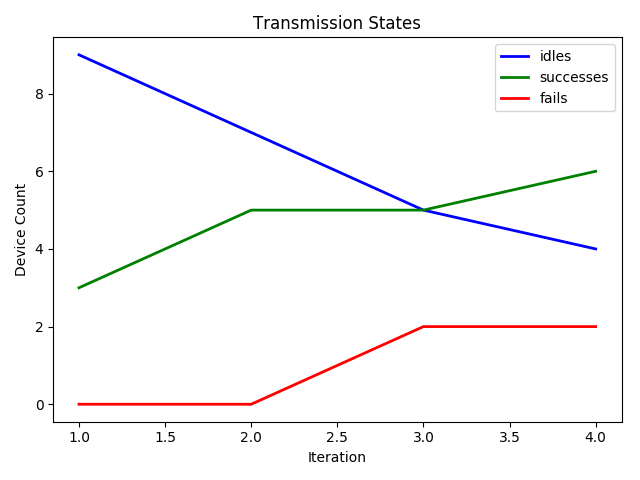 Transmission States
idles
successes
fails
Device Count
8
6
4
2
0
1.0 1.5 2.0 2.5 3.0 3.5 4.0
Iteration